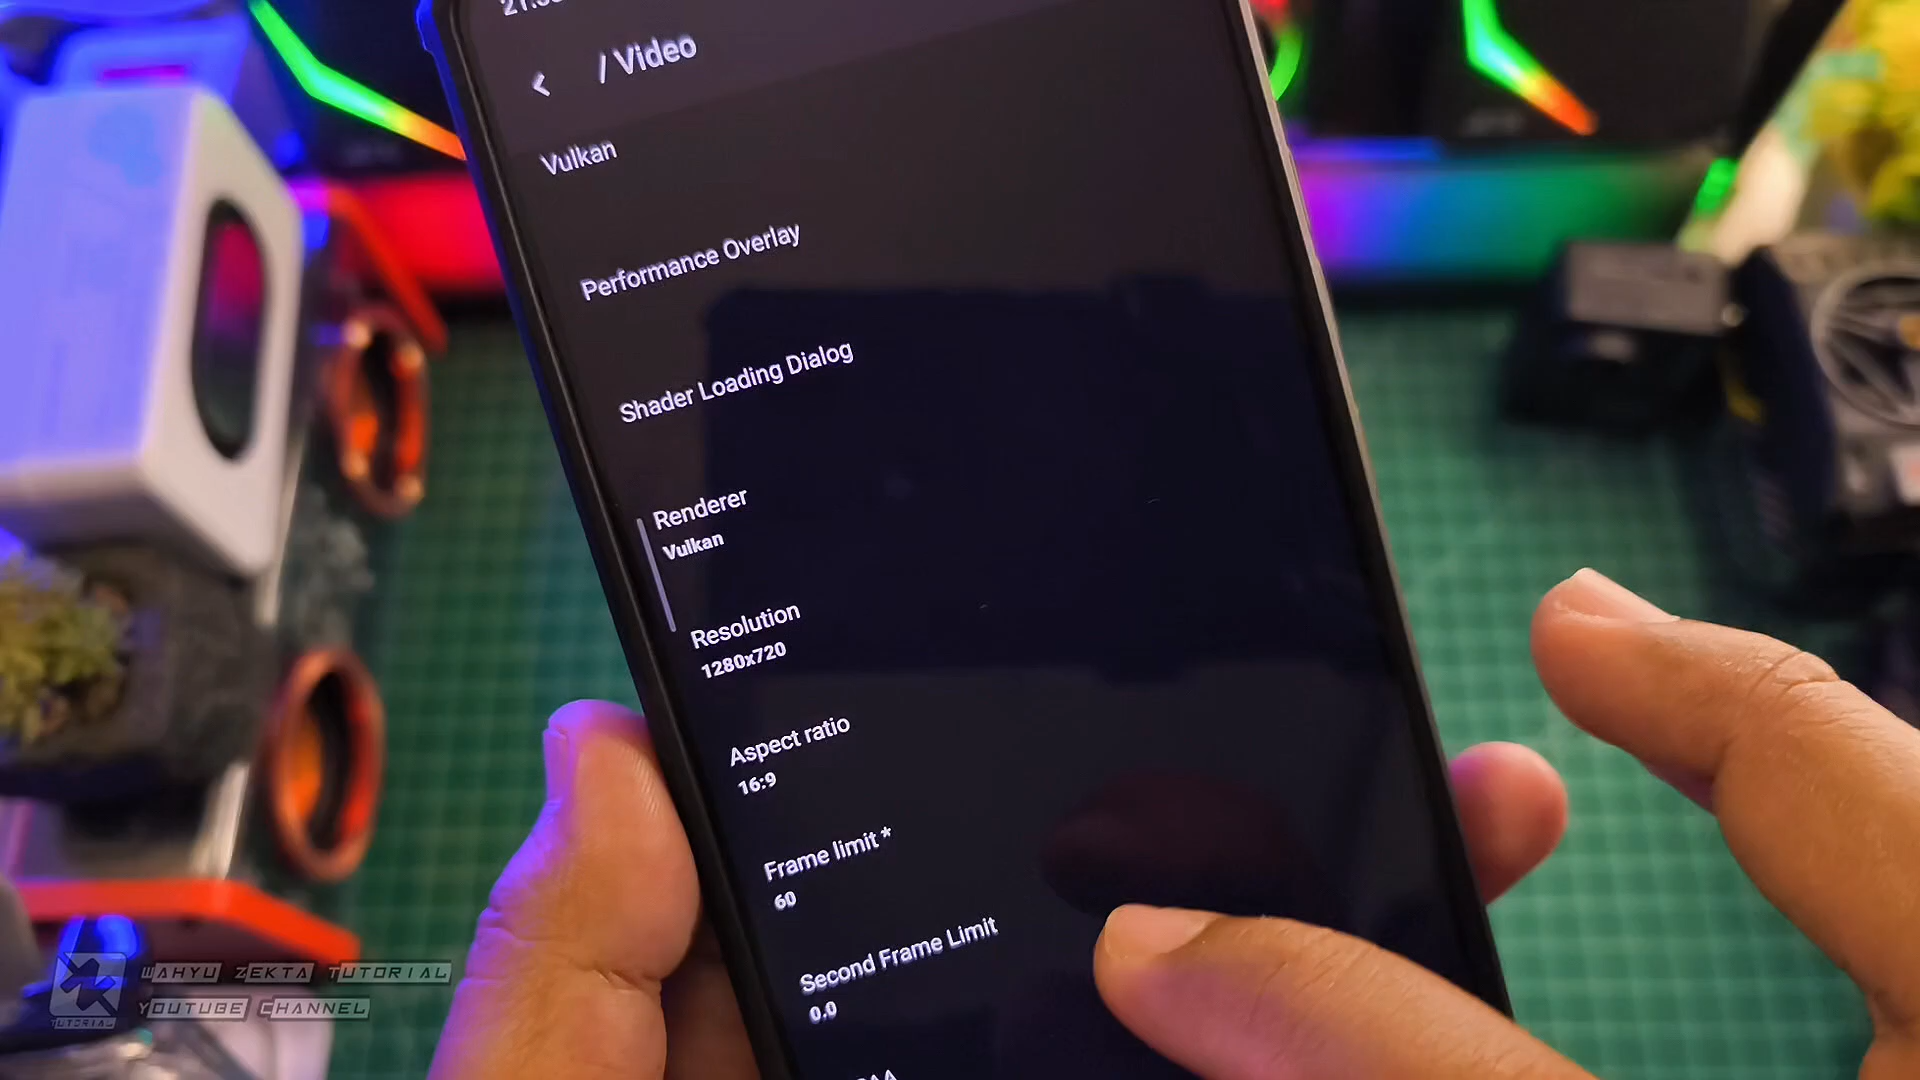 / Video
Vulkan
Performance Overlay
Shader Loading Dialog
Renderer
Vulkan
Resolution
1280x720
Aspect ratio
16:9
Frame limit *
60
Second Frame Limit
0.0
WAHYU ZEKTA TUTORIAL
YOUTUBE CHANNEL
TUTORIAL